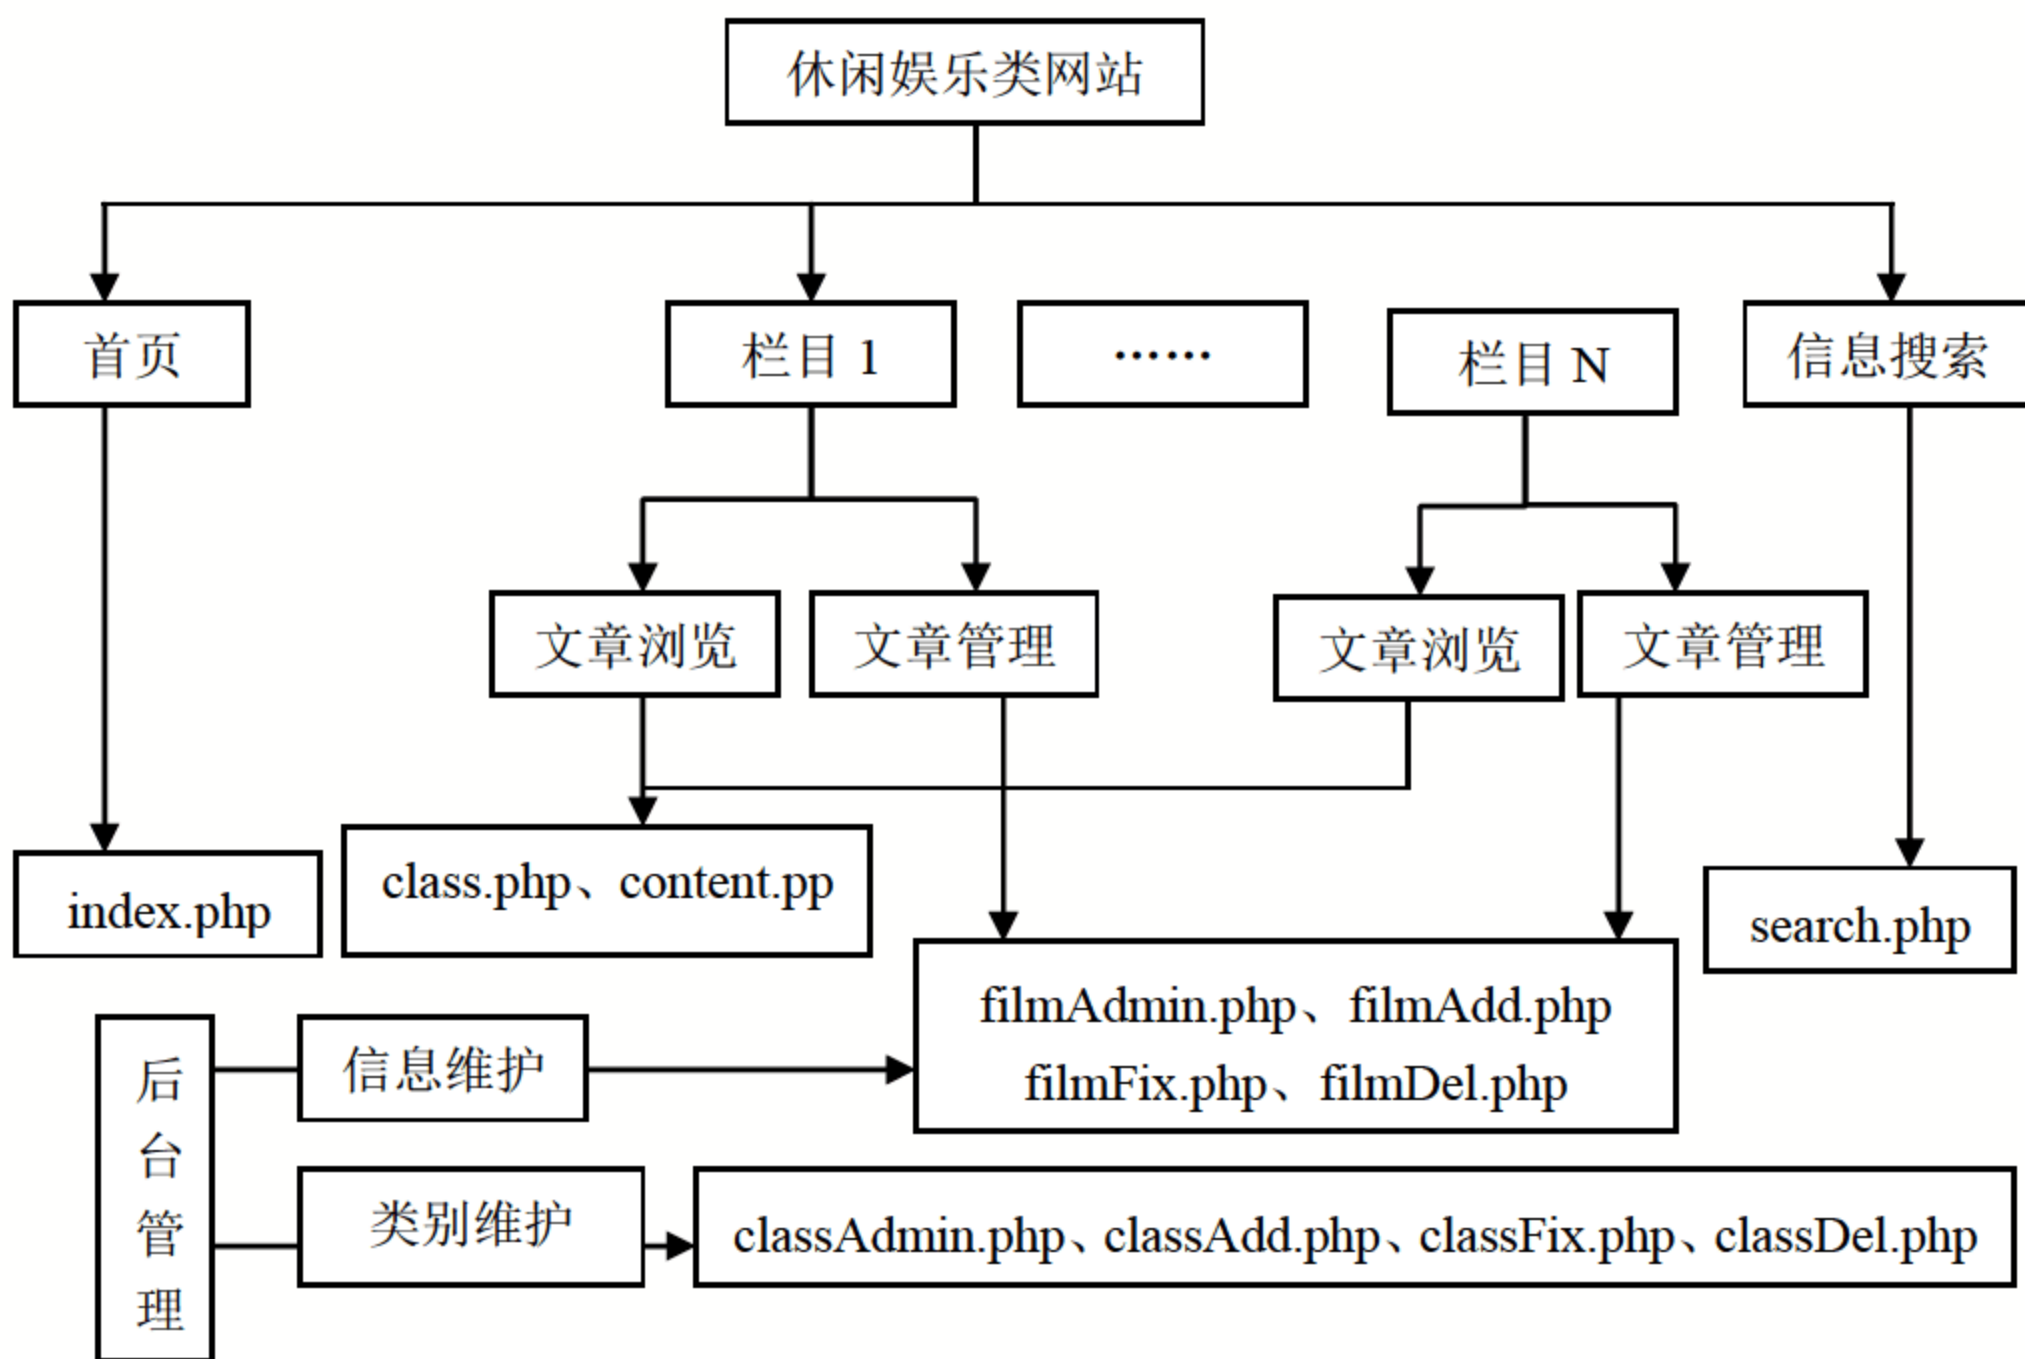 休闲娱乐类网站
首页
栏目 1
……
栏目 N
信息搜索
文章浏览
文章管理
文章浏览
文章管理
index.php
class.php、content.pp
search.php
filmAdmin.php、filmAdd.php
filmFix.php、filmDel.php
后台管理
信息维护
类别维护
classAdmin.php、classAdd.php、classFix.php、classDel.php